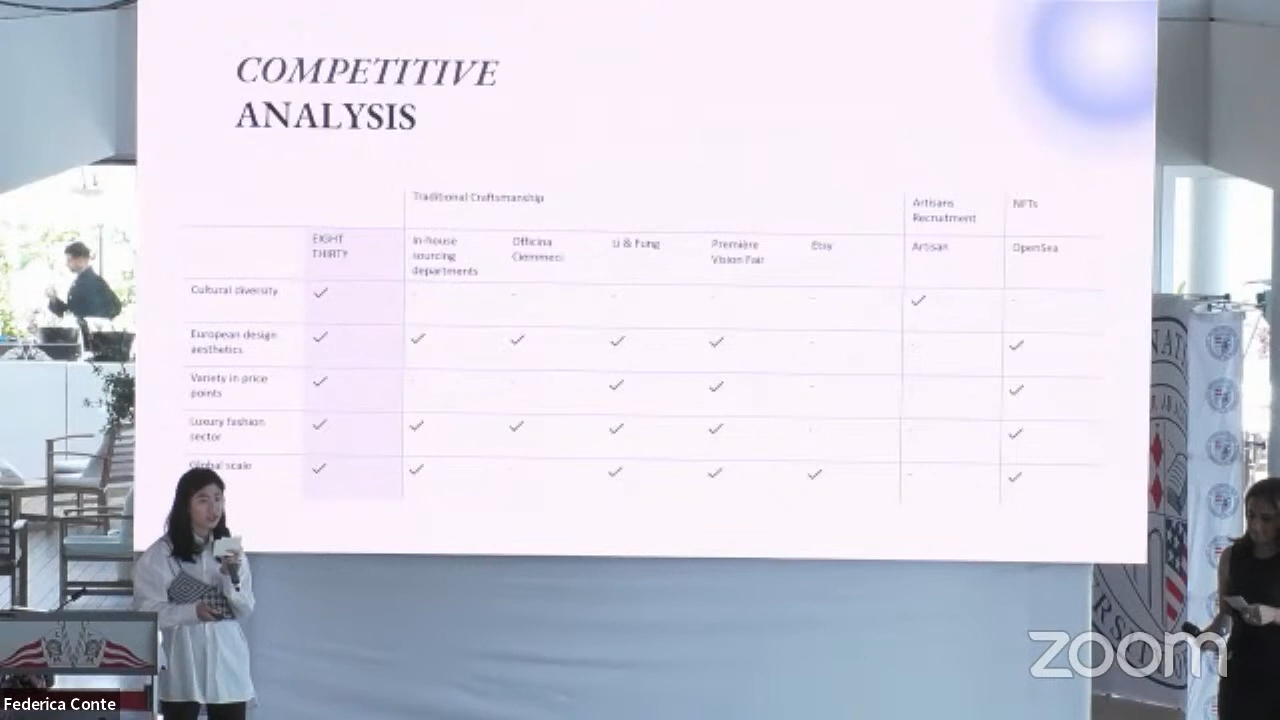 COMPETITIVE
ANALYSIS
Traditional Craftsmanship
Artisans
Recruitment
NFTs
EIGHT
THIRTY
In-house
sourcing
departments
Officina
Li & Fung
Première
Vision Fair
Etsy
Artisan
OpenSea
Cultural diversity
European design
aesthetics
Variety in price
points
Luxury fashion
sector
Global scale
zoom
Federica Conte